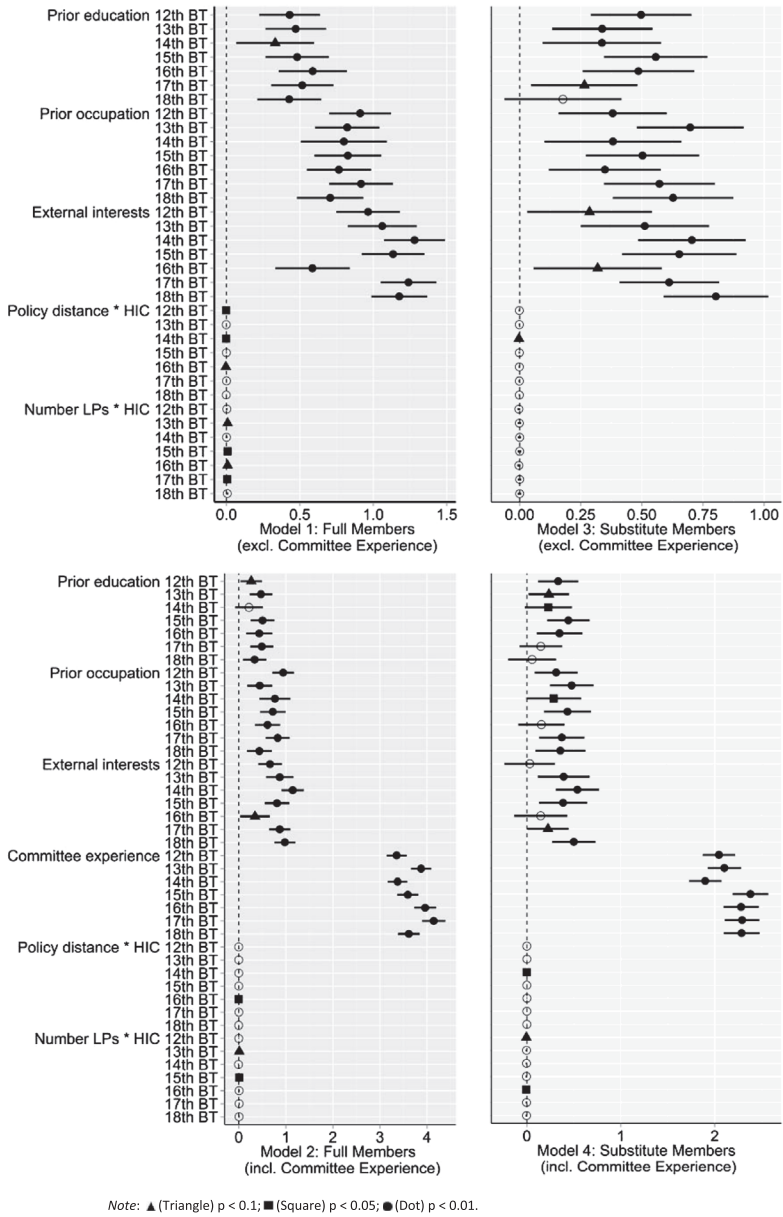 Prior education 12th BT
13th BT
14th BT
15th BT
16th BT
17th BT
18th BT
Prior occupation 12th BT
13th BT
14th BT
15th BT
16th BT
17th BT
18th BT
External interests 12th BT
13th BT
14th BT
15th BT
16th BT
17th BT
18th BT
Policy distance * HIC 12th BT
13th BT
14th BT
15th BT
16th BT
17th BT
18th BT
Number LPs * HIC 12th BT
13th BT
14th BT
15th BT
16th BT
17th BT
18th BT
0.0 0.5 1.0 1.5
Model 1: Full Members
(excl. Committee Experience)
0.00 0.25 0.50 0.75 1.00
Model 3: Substitute Members
(excl. Committee Experience)
Prior education 12th BT
13th BT
14th BT
15th BT
16th BT
17th BT
18th BT
Prior occupation 12th BT
13th BT
14th BT
15th BT
16th BT
17th BT
18th BT
External interests 12th BT
13th BT
14th BT
15th BT
16th BT
17th BT
18th BT
Committee experience 12th BT
13th BT
14th BT
15th BT
16th BT
17th BT
18th BT
Policy distance * HIC 12th BT
13th BT
14th BT
15th BT
16th BT
17th BT
18th BT
Number LPs * HIC 12th BT
13th BT
14th BT
15th BT
16th BT
17th BT
18th BT
0 1 2 3 4
Model 2: Full Members
(incl. Committee Experience)
0 1 2
Model 4: Substitute Members
(incl. Committee Experience)
Note: ▲ (Triangle) p < 0.1; ■ (Square) p < 0.05; ● (Dot) p < 0.01.